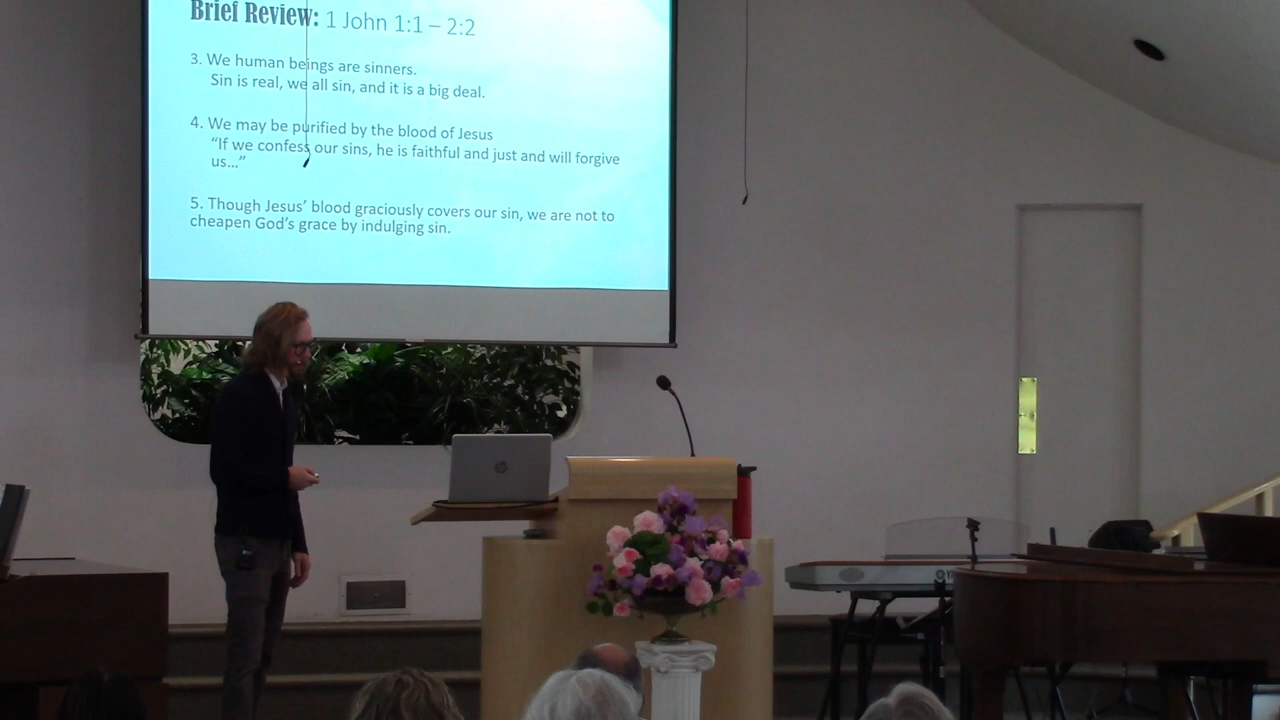 Brief Review: 1 John 1:1 – 2:2
3. We human beings are sinners.
Sin is real, we all sin, and it is a big deal.
4. We may be purified by the blood of Jesus
“If we confess our sins, he is faithful and just and will forgive
us...”
5. Though Jesus’ blood graciously covers our sin, we are not to
cheapen God’s grace by indulging sin.
hp